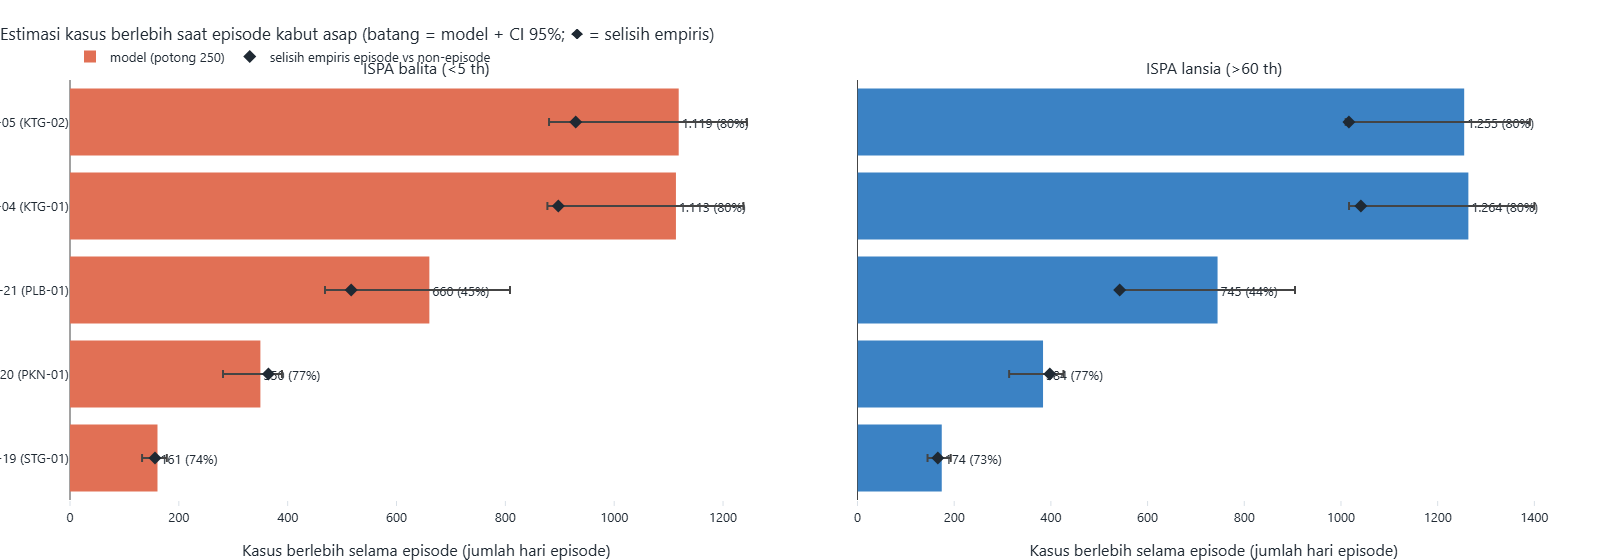 Estimasi kasus berlebih saat episode kabut asap (batang = model + CI 95%; ◆ = selisih empiris)
model (potong 250) selisih empiris episode vs non-episode
ISPA balita (<5 th) ISPA lansia (>60 th)
-05 (KTG-02) 1.119 (80%) 1.255 (80%)
-04 (KTG-01) 1.113 (80%) 1.264 (80%)
-21 (PLB-01) 660 (45%) 745 (44%)
20 (PKN-01) (77%) (77%)
-19 (STG-01) 161 (74%) (73%)
0 200 400 600 800 1000 1200 0 200 400 600 800 1000 1200 1400
Kasus berlebih selama episode (jumlah hari episode) Kasus berlebih selama episode (jumlah hari episode)